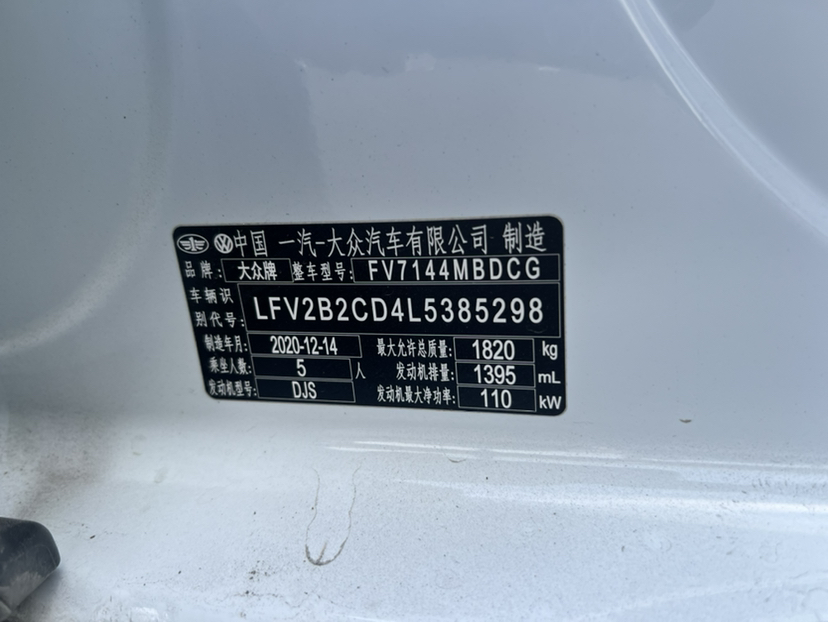 中国 一汽-大众汽车有限公司 制造
品牌: 大众牌 整车型号: FV7144MBDCG
车辆识别代号: LFV2B2CD4L5385298
制造年月: 2020-12-14 最大允许总质量: 1820 kg
乘坐人数: 5 人 发动机排量: 1395 mL
发动机型号: DJS 发动机最大净功率: 110 kW